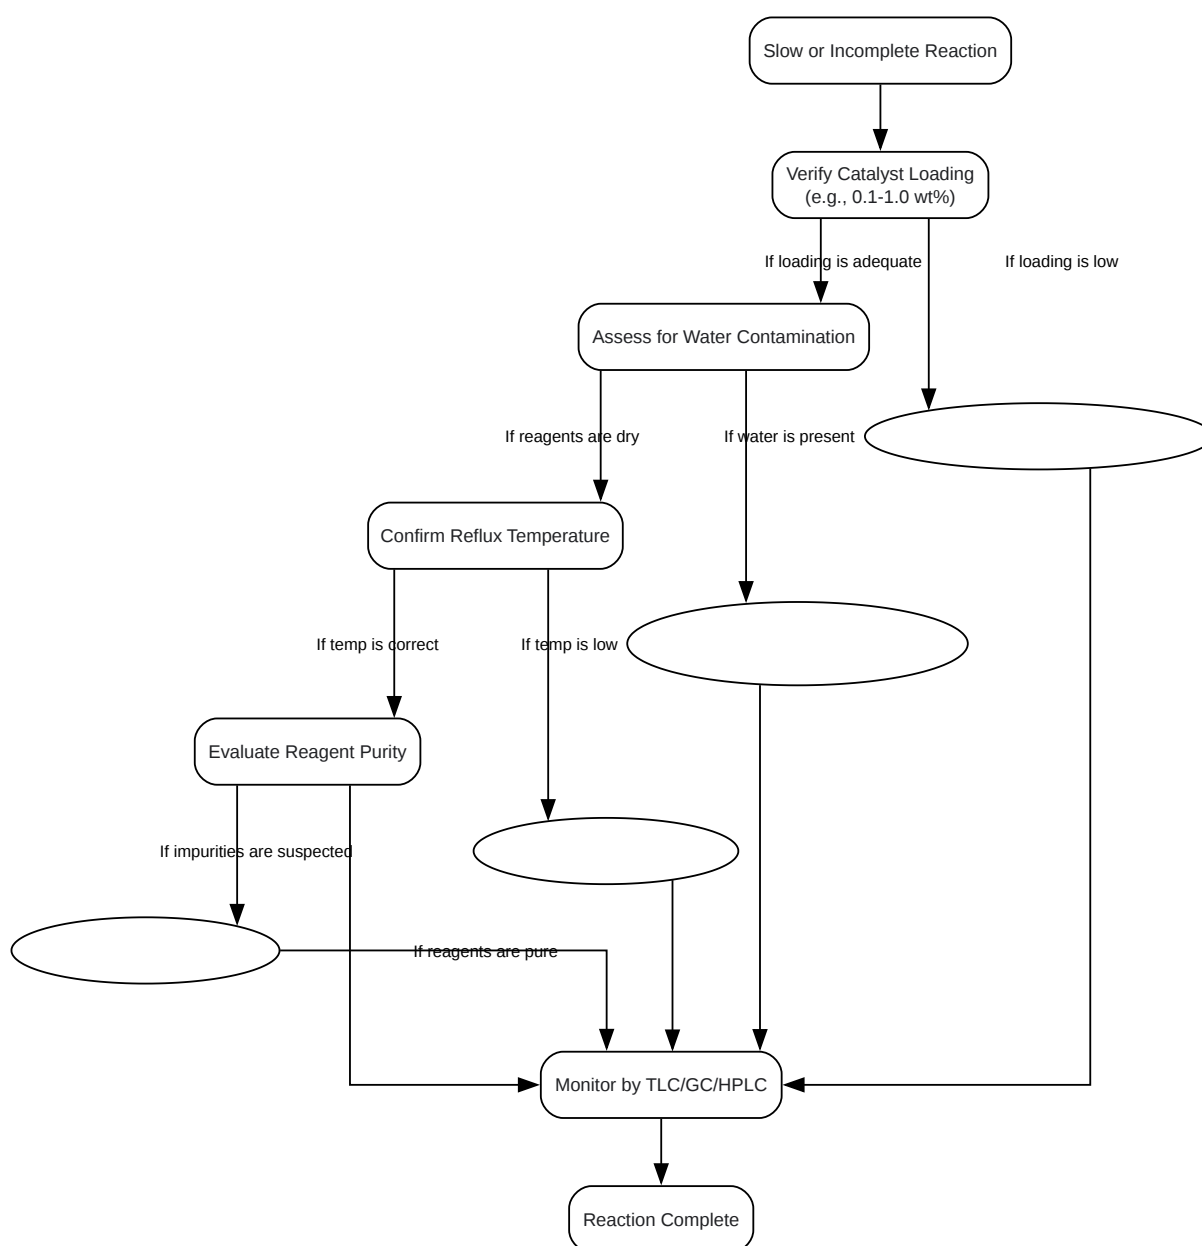 Slow or Incomplete Reaction
Verify Catalyst Loading
(e.g., 0.1-1.0 wt%)
If loading is adequate
If loading is low
Assess for Water Contamination
If reagents are dry
If water is present
Confirm Reflux Temperature
If temp is correct
If temp is low
Evaluate Reagent Purity
If impurities are suspected
If reagents are pure
Monitor by TLC/GC/HPLC
Reaction Complete